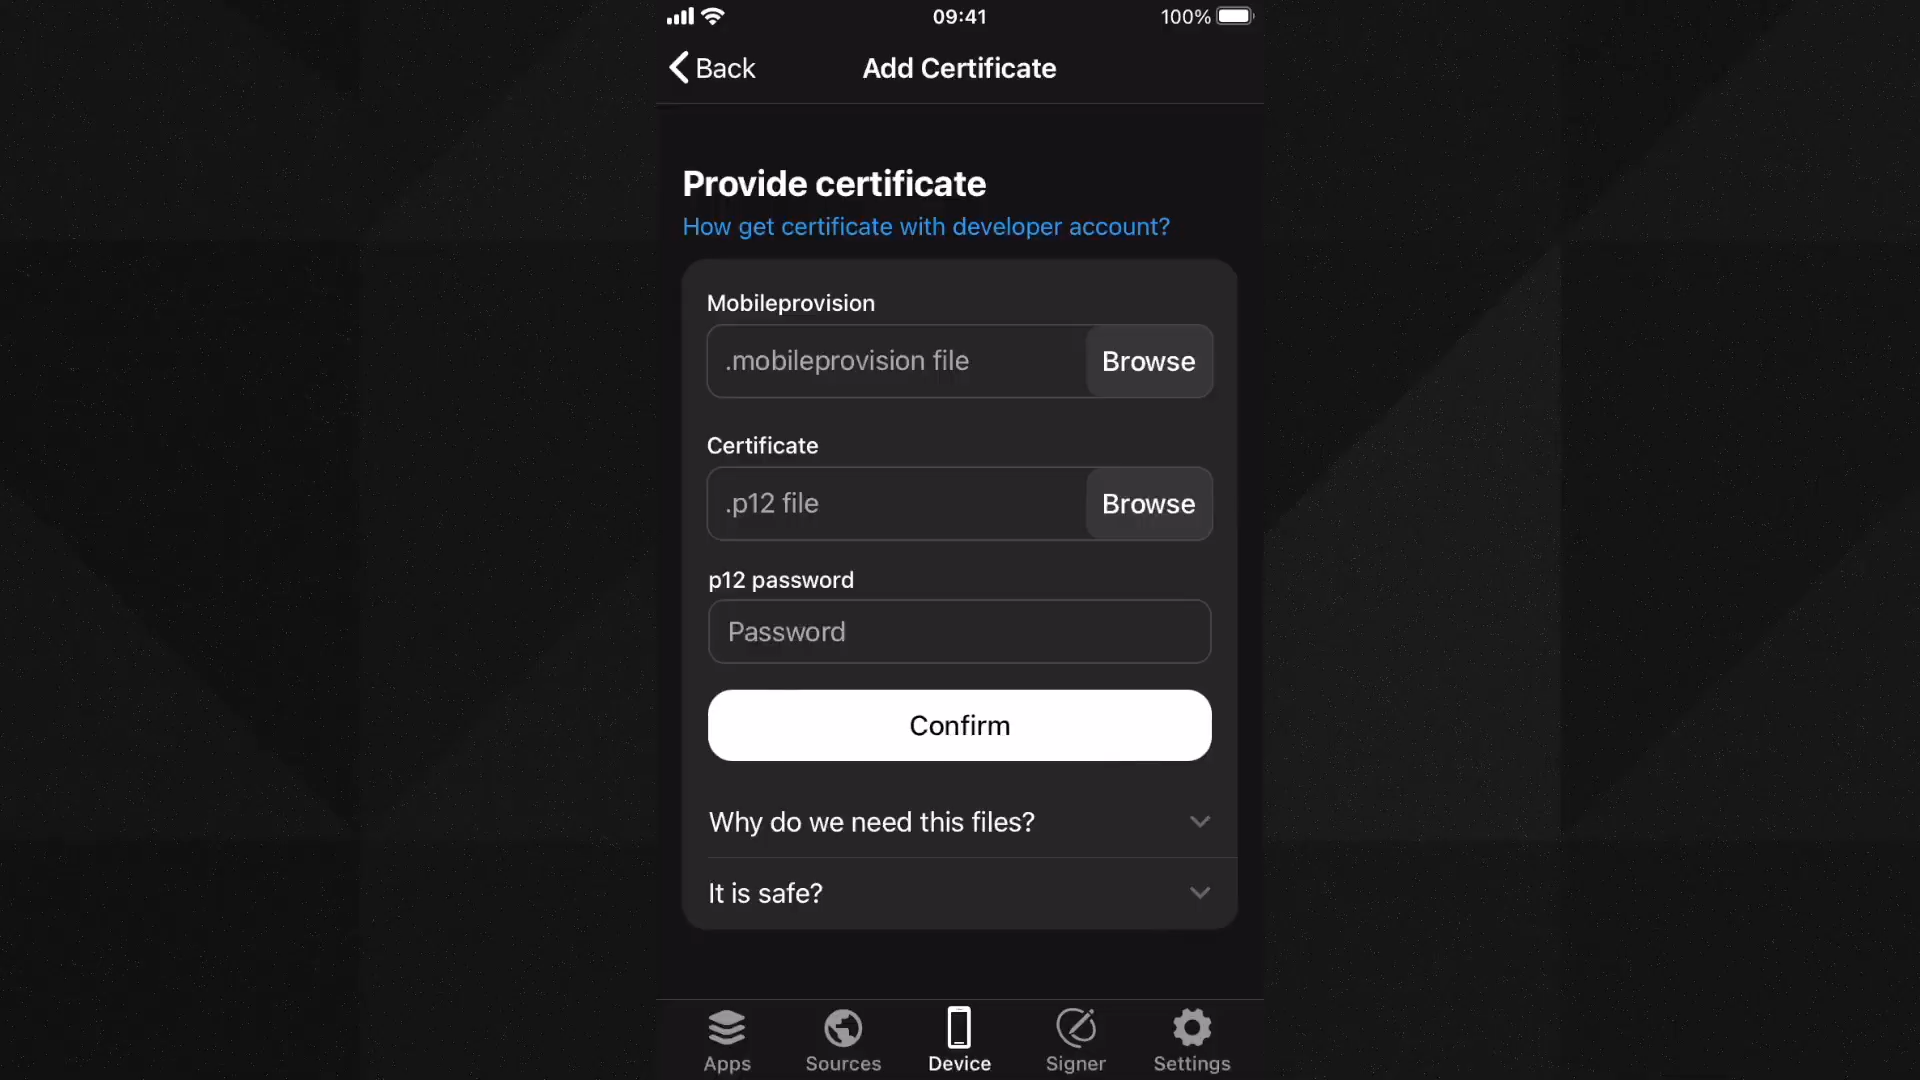 09:41
100%
Back
Add Certificate
Provide certificate
How get certificate with developer account?
Mobileprovision
.mobileprovision file
Browse
Certificate
.p12 file
Browse
p12 password
Password
Confirm
Why do we need this files?
It is safe?
Apps
Sources
Device
Signer
Settings